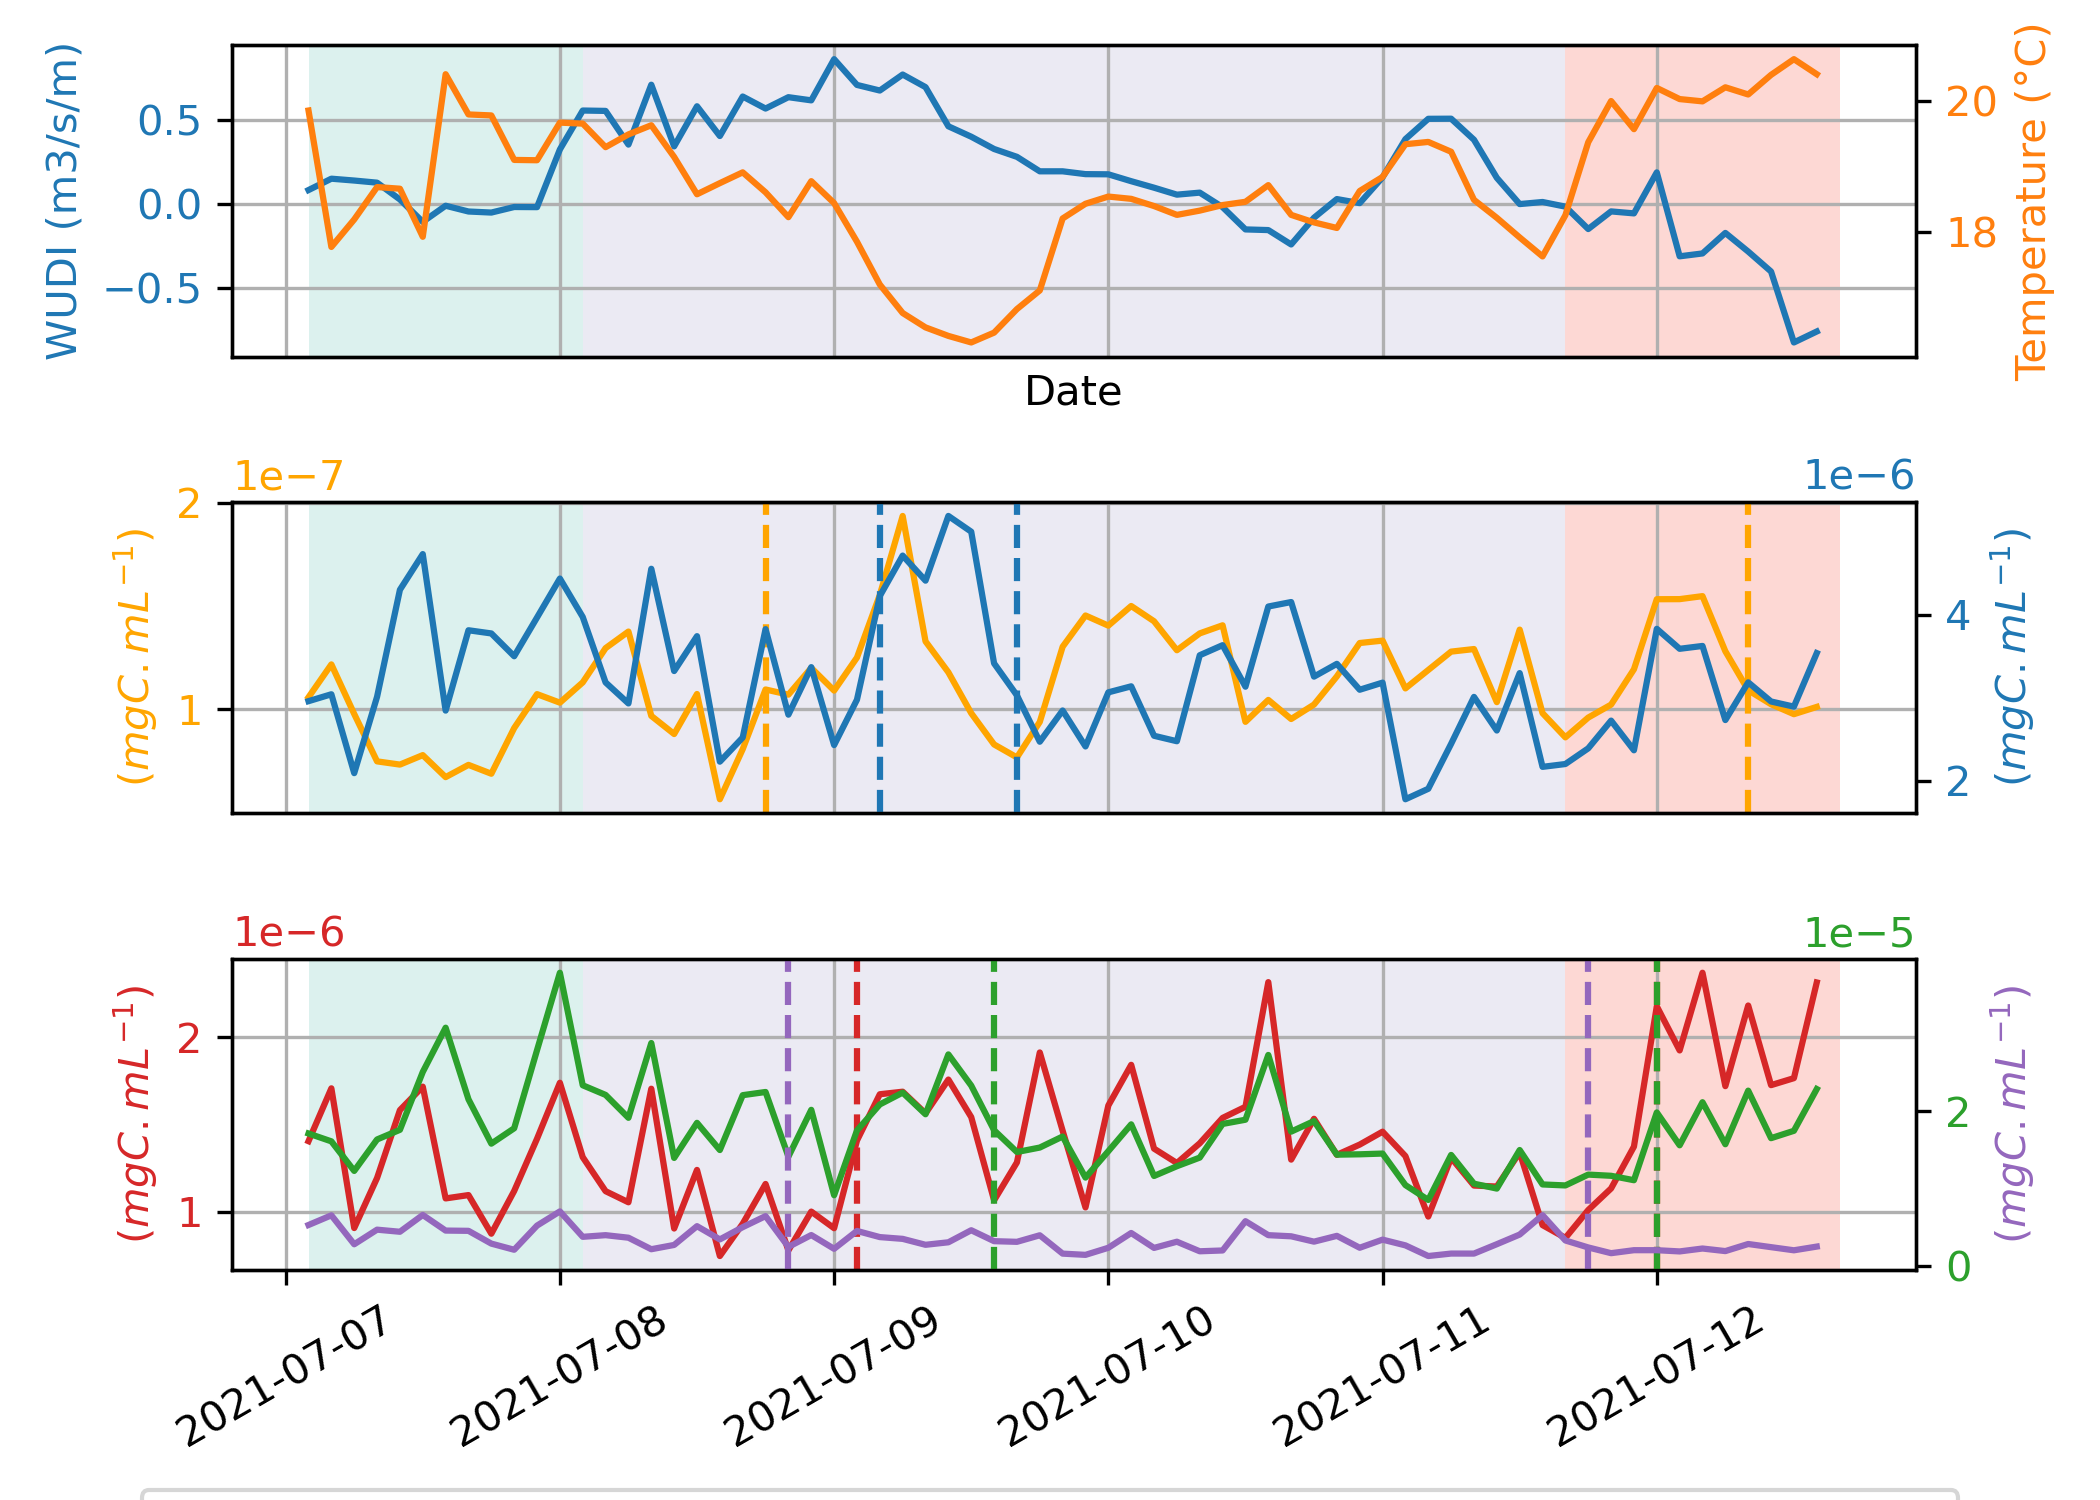 WUDI (m3/s/m)
0.5
0.0
−0.5
20
18
Temperature (°C)
Date
1e−7
1e−6
2
1
(mgC.mL⁻¹)
4
2
(mgC.mL⁻¹)
1e−6
1e−5
2
1
(mgC.mL⁻¹)
2
0
(mgC.mL⁻¹)
2021-07-07
2021-07-08
2021-07-09
2021-07-10
2021-07-11
2021-07-12